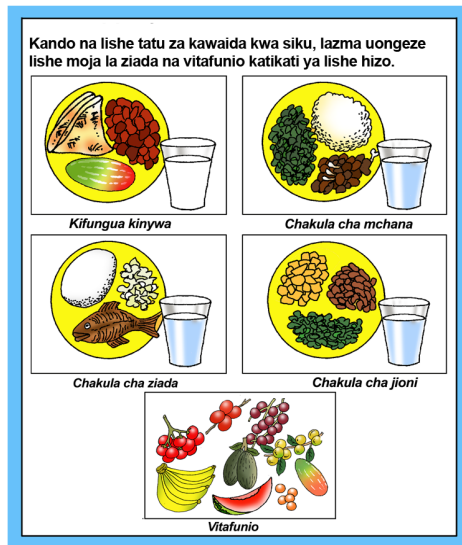 Kando na lishe tatu za kawaida kwa siku, lazma uongeze
lishe moja la ziada na vitafunio katikati ya lishe hizo.
Kifungua kinywa
Chakula cha mchana
Chakula cha ziada
Chakula cha jioni
Vitafunio